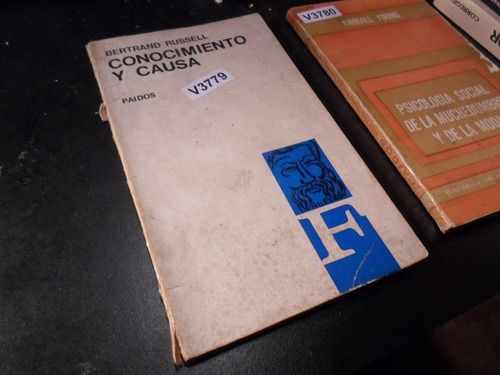 BERTRAND RUSSELL
CONOCIMIENTO
Y CAUSA
PAIDOS
V3779
F
V3780
KIMBALL YOUNG
PSICOLOGIA SOCIAL
DE LA MUCHEDUMBRE
Y DE LA MODA